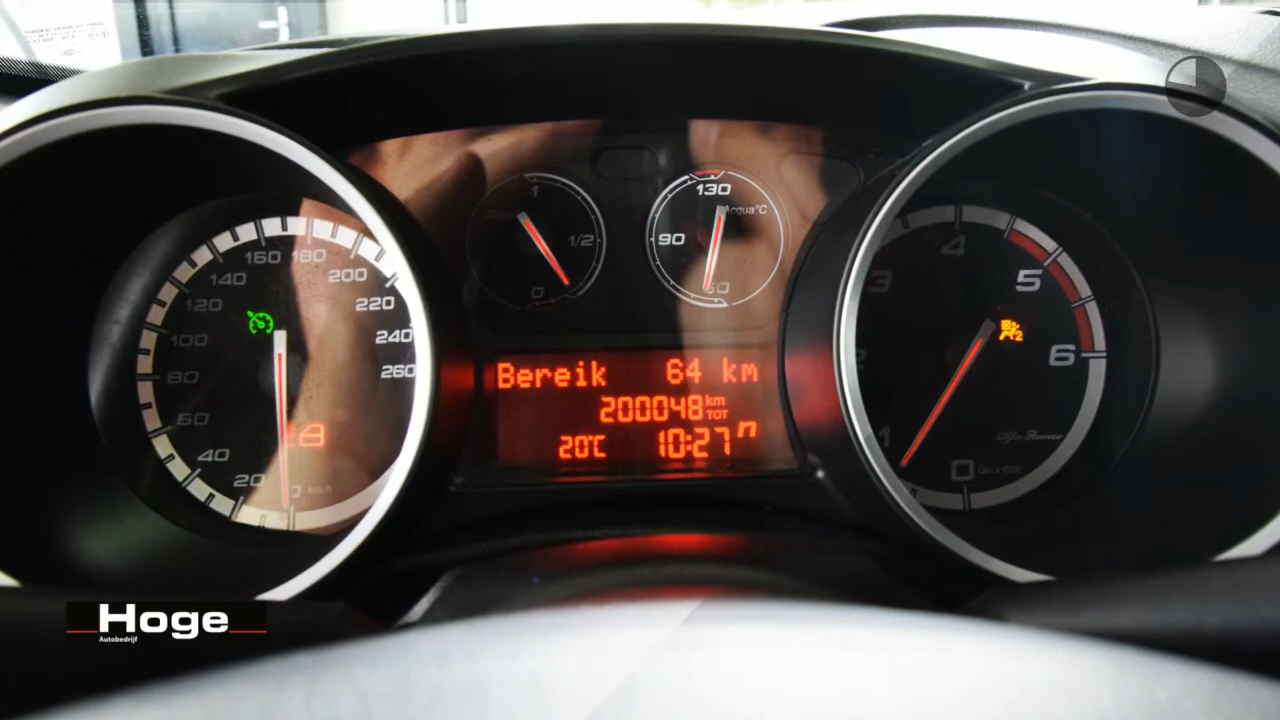 1
1/2
0
130
Acqua°C
90
50
160 180
140
200
120
220
100
240
80
260
60
40
20
km/h
4
3
5
6
2
1
0
Giri x 1000
Alfa Romeo
Bereik 64 km
200048 km
TOT
20°C 10:27
Hoge
Autobedrijf